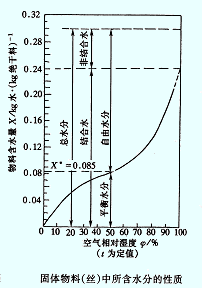 物料含水量 X/kg水·(kg绝干料)⁻¹
0.32
0.28
0.24
0.20
0.16
0.12
0.08
0.04
非结合水
总水分
结合水
自由水分
X*=0.085
平衡水分
0 10 20 30 40 50 60 70 80 90 100
空气相对湿度 φ/%
(t为定值)
固体物料(丝)中所含水分的性质